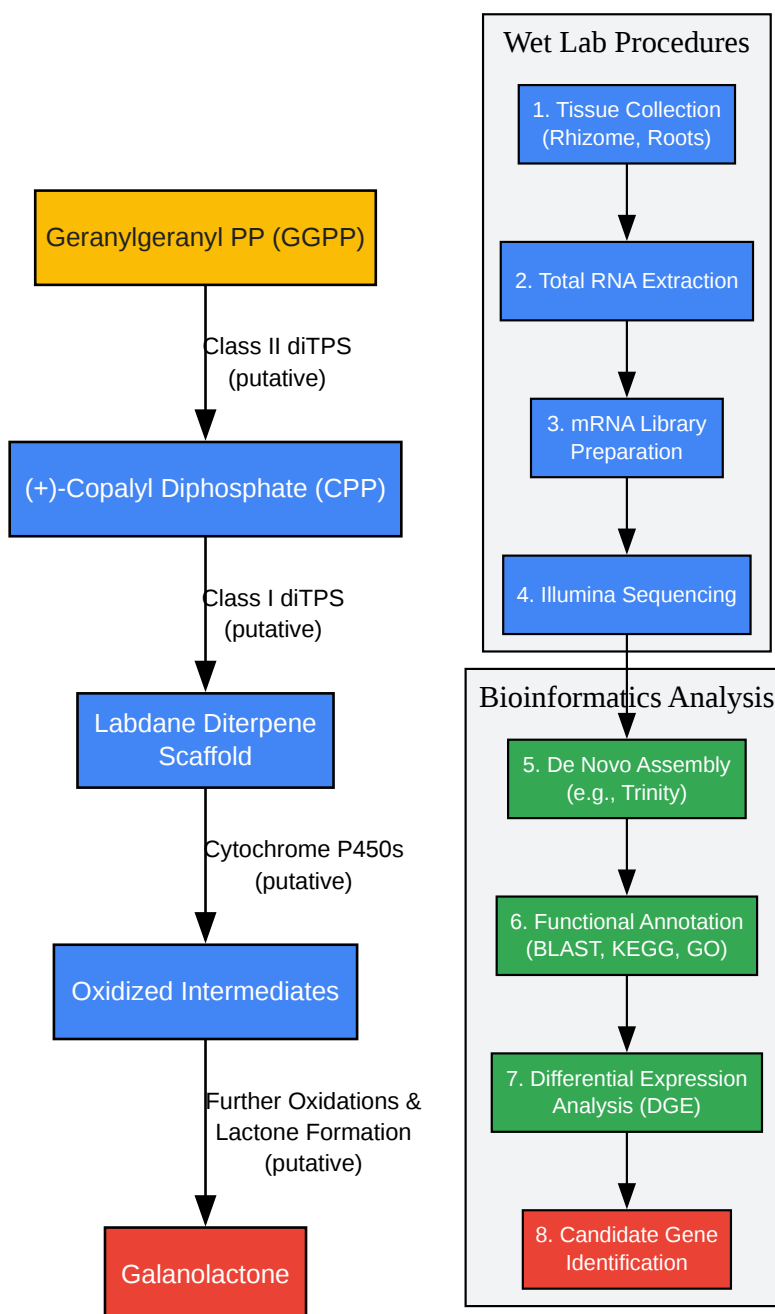 Geranylgeranyl PP (GGPP)
Class II diTPS
(putative)
(+)-Copalyl Diphosphate (CPP)
Class I diTPS
(putative)
Labdane Diterpene
Scaffold
Cytochrome P450s
(putative)
Oxidized Intermediates
Further Oxidations &
Lactone Formation
(putative)
Galanolactone
Wet Lab Procedures
1. Tissue Collection
(Rhizome, Roots)
2. Total RNA Extraction
3. mRNA Library
Preparation
4. Illumina Sequencing
Bioinformatics Analysis
5. De Novo Assembly
(e.g., Trinity)
6. Functional Annotation
(BLAST, KEGG, GO)
7. Differential Expression
Analysis (DGE)
8. Candidate Gene
Identification